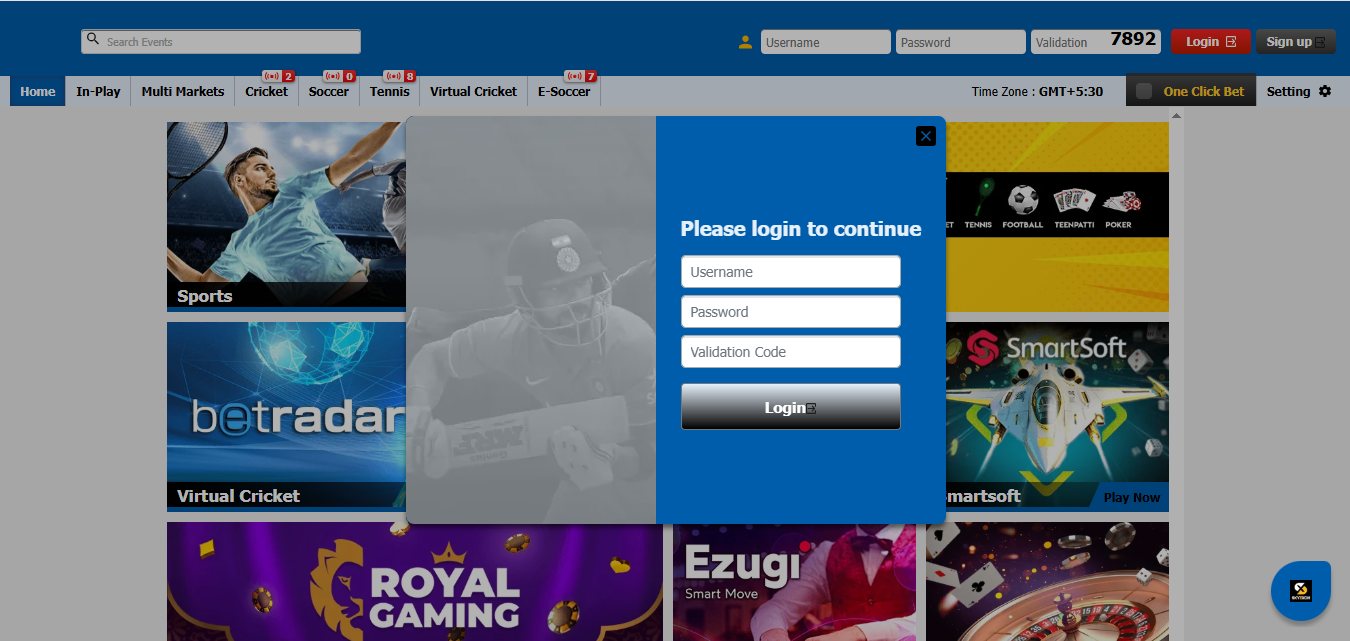 Search Events
Username
Password
Validation 7892
Login
Sign up
Home
In-Play
Multi Markets
Cricket
2
Soccer
0
Tennis
8
Virtual Cricket
E-Soccer
7
Time Zone : GMT+5:30
One Click Bet
Setting
Sports
Please login to continue
Username
Password
Validation Code
Login
TENNIS
FOOTBALL
TEENPATTI
POKER
betradar
Virtual Cricket
SmartSoft
martsoft
Play Now
ROYAL
GAMING
Ezugi
Smart Move